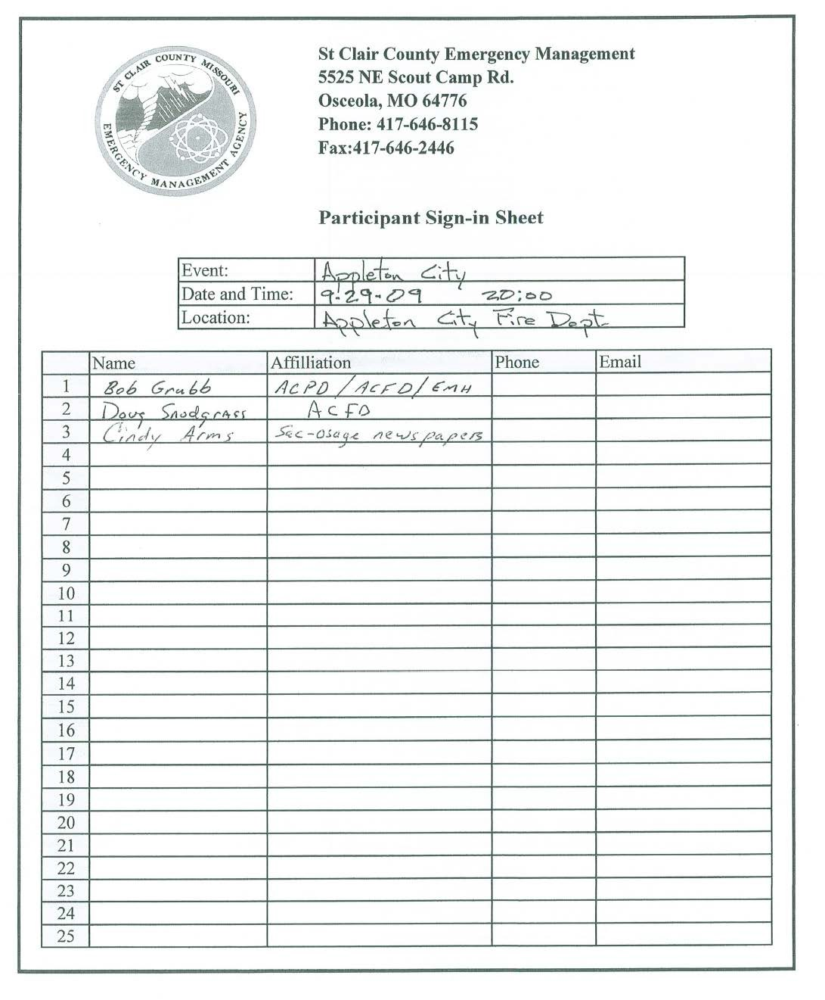 ST CLAIR COUNTY MISSOURI
EMERGENCY MANAGEMENT AGENCY
St Clair County Emergency Management
5525 NE Scout Camp Rd.
Osceola, MO 64776
Phone: 417-646-8115
Fax:417-646-2446
Participant Sign-in Sheet
Event: Appleton City
Date and Time: 9-29-09 20:00
Location: Appleton City Fire Dept.
Name Affilliation Phone Email
1 Bob Grubb ACPD/ACFD/EMH
2 Doug Snodgrass ACFD
3 Cindy Arms Sac-Osage newspapers
4
5
6
7
8
9
10
11
12
13
14
15
16
17
18
19
20
21
22
23
24
25